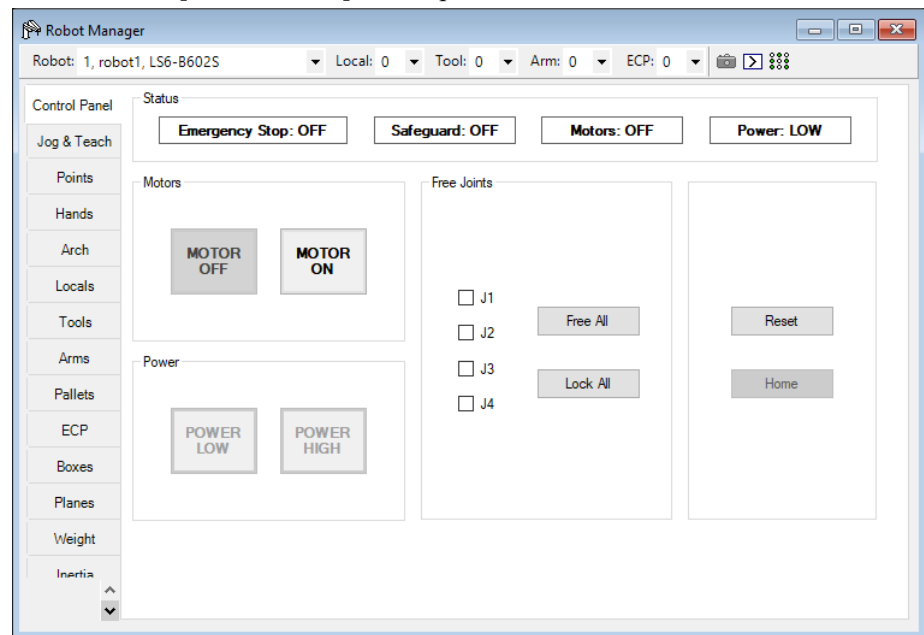 Robot Manager
Robot: 1, robot1, LS6-B602S Local: 0 Tool: 0 Arm: 0 ECP: 0
Control Panel
Jog & Teach
Points
Hands
Arch
Locals
Tools
Arms
Pallets
ECP
Boxes
Planes
Weight
Inertia
Status
Emergency Stop: OFF Safeguard: OFF Motors: OFF Power: LOW
Motors
MOTOR OFF
MOTOR ON
Power
POWER LOW
POWER HIGH
Free Joints
J1
J2
J3
J4
Free All
Lock All
Reset
Home